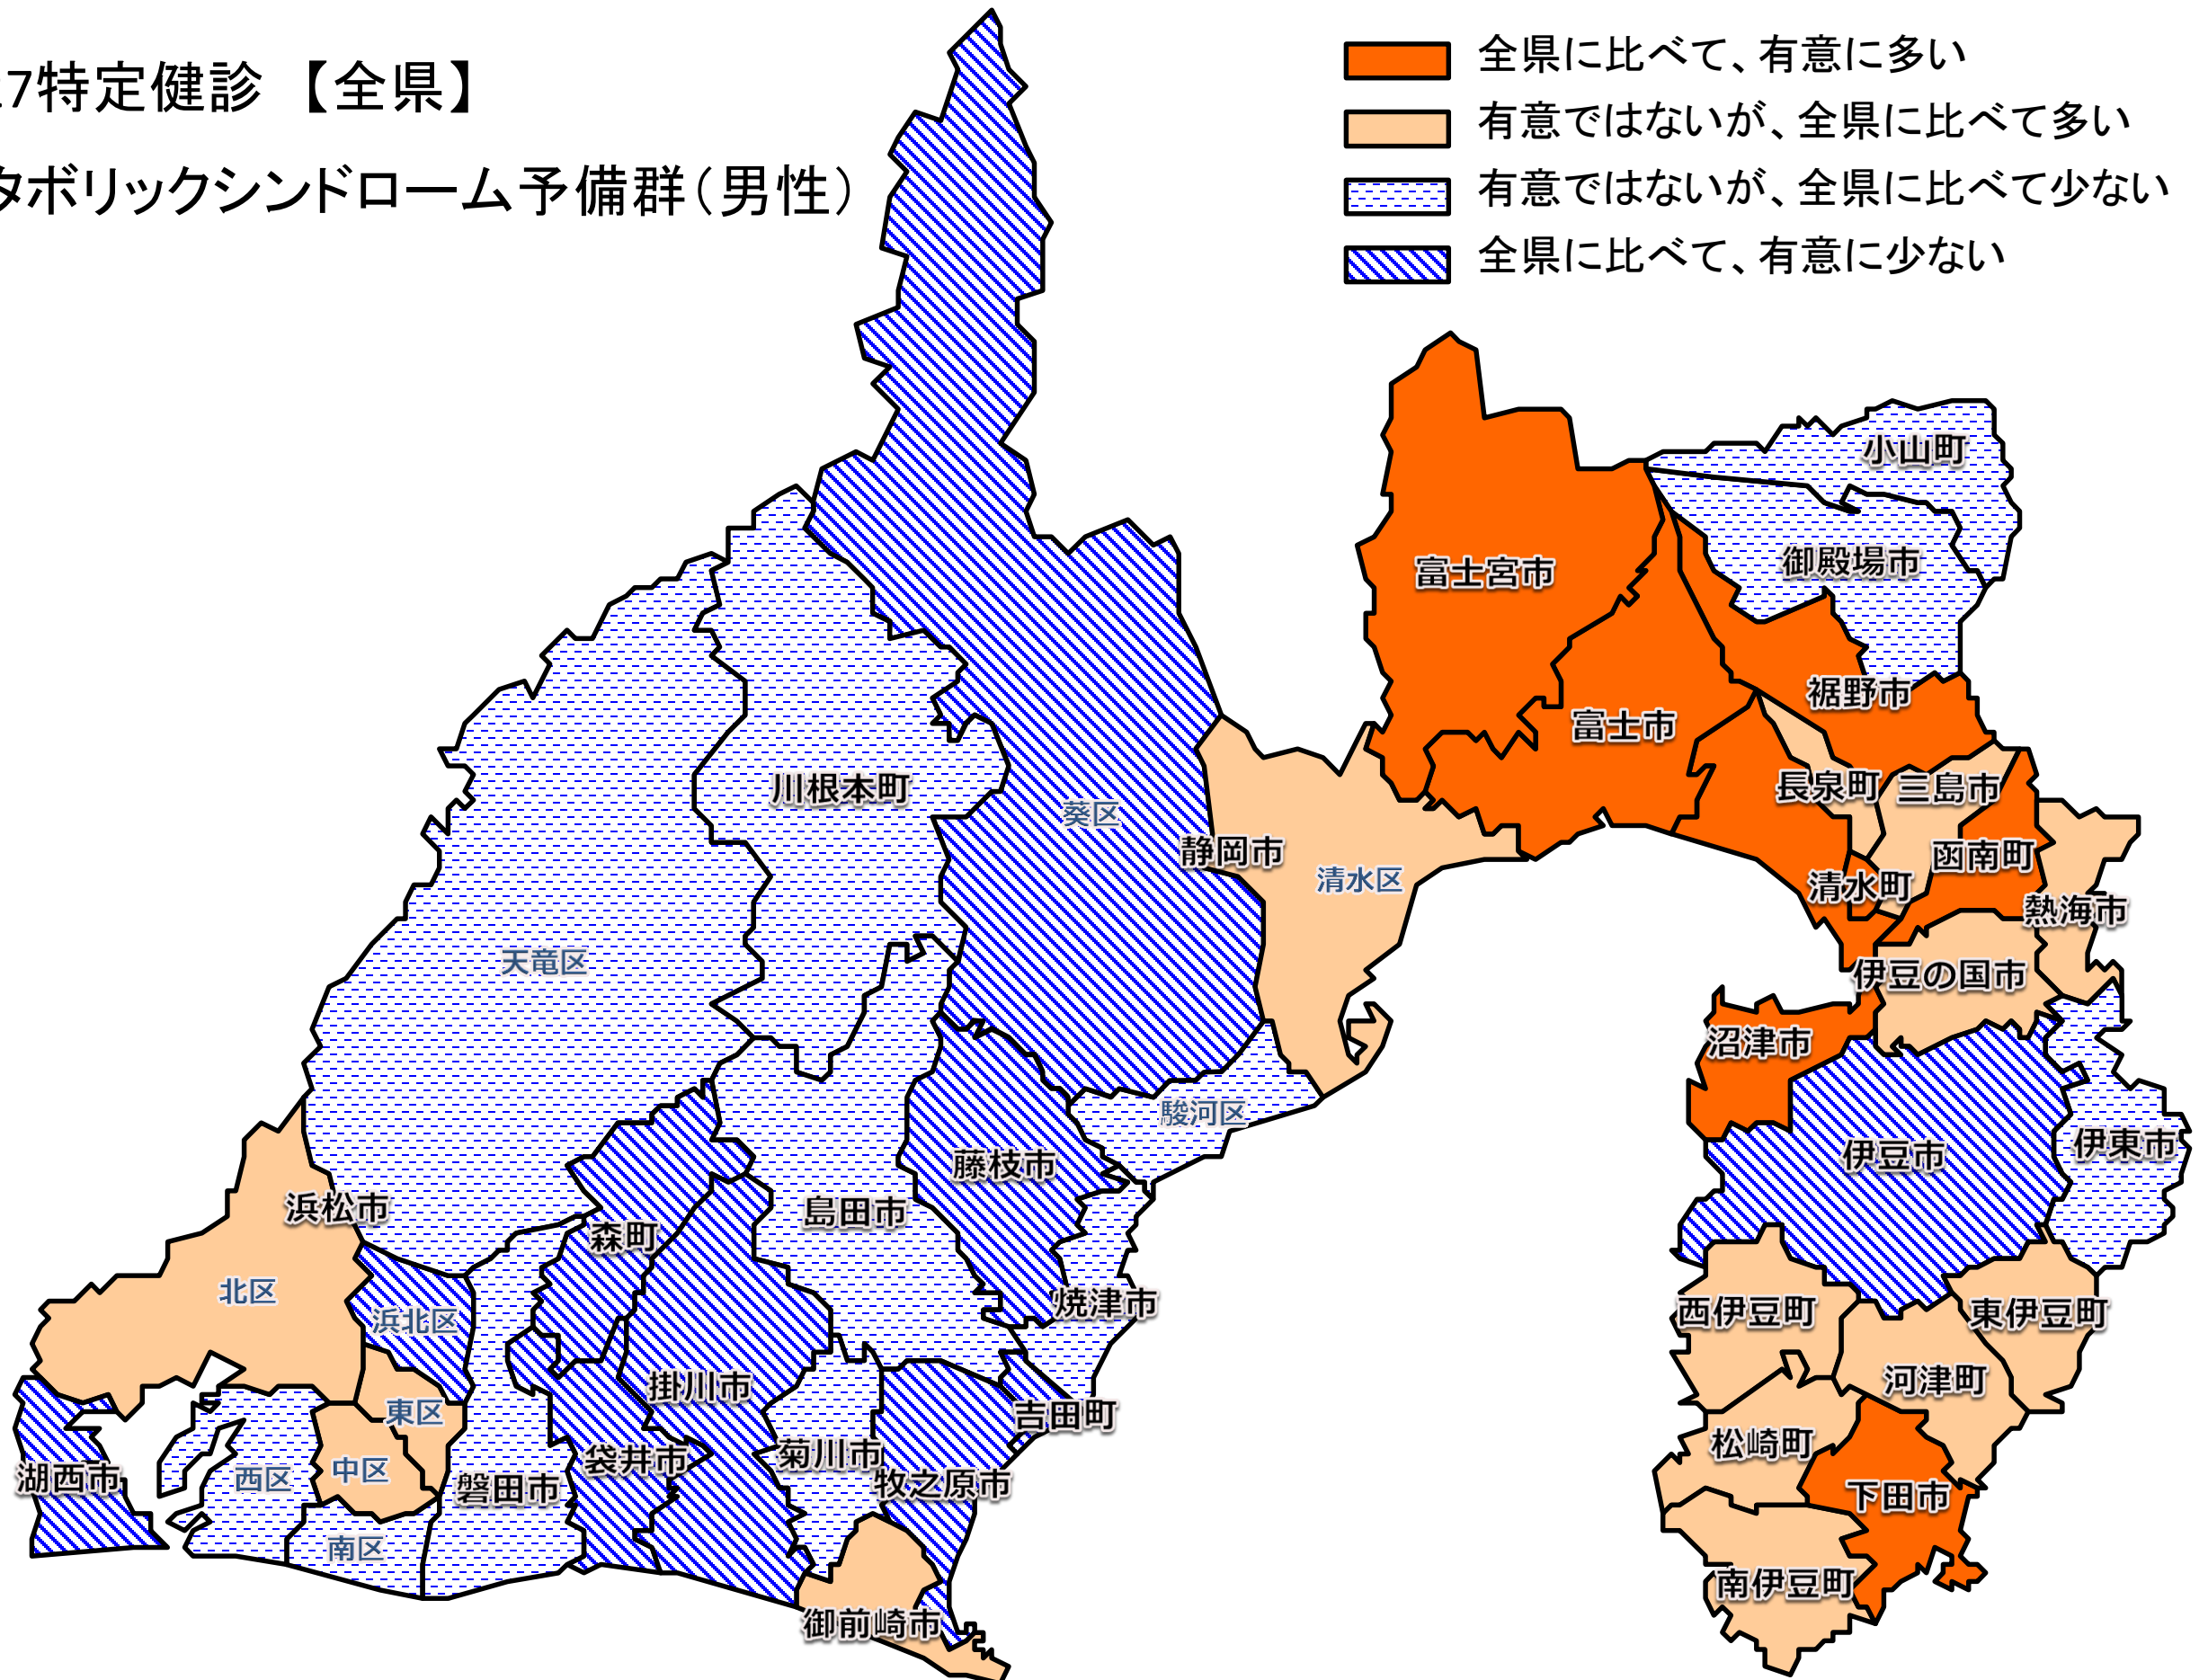 27特定健診 【全県】
タボリックシンドローム予備群（男性）
全県に比べて、有意に多い
有意ではないが、全県に比べて多い
有意ではないが、全県に比べて少ない
全県に比べて、有意に少ない
小山町
御殿場市
富士宮市
裾野市
富士市
川根本町
長泉町
三島市
葵区
静岡市
函南町
清水区
清水町
熱海市
天竜区
伊豆の国市
沼津市
駿河区
伊東市
伊豆市
藤枝市
浜松市
島田市
森町
北区
焼津市
西伊豆町
東伊豆町
浜北区
河津町
掛川市
東区
吉田町
松崎町
菊川市
袋井市
中区
湖西市
西区
磐田市
牧之原市
下田市
南区
南伊豆町
御前崎市